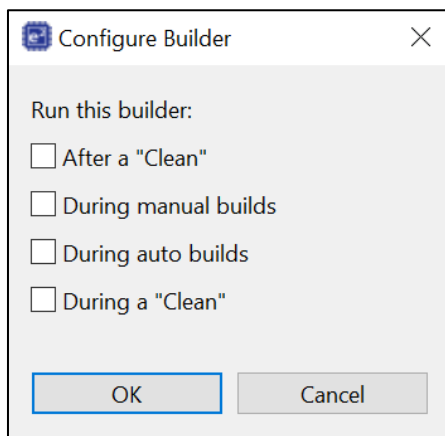 Configure Builder
Run this builder:
After a "Clean"
During manual builds
During auto builds
During a "Clean"
OK
Cancel